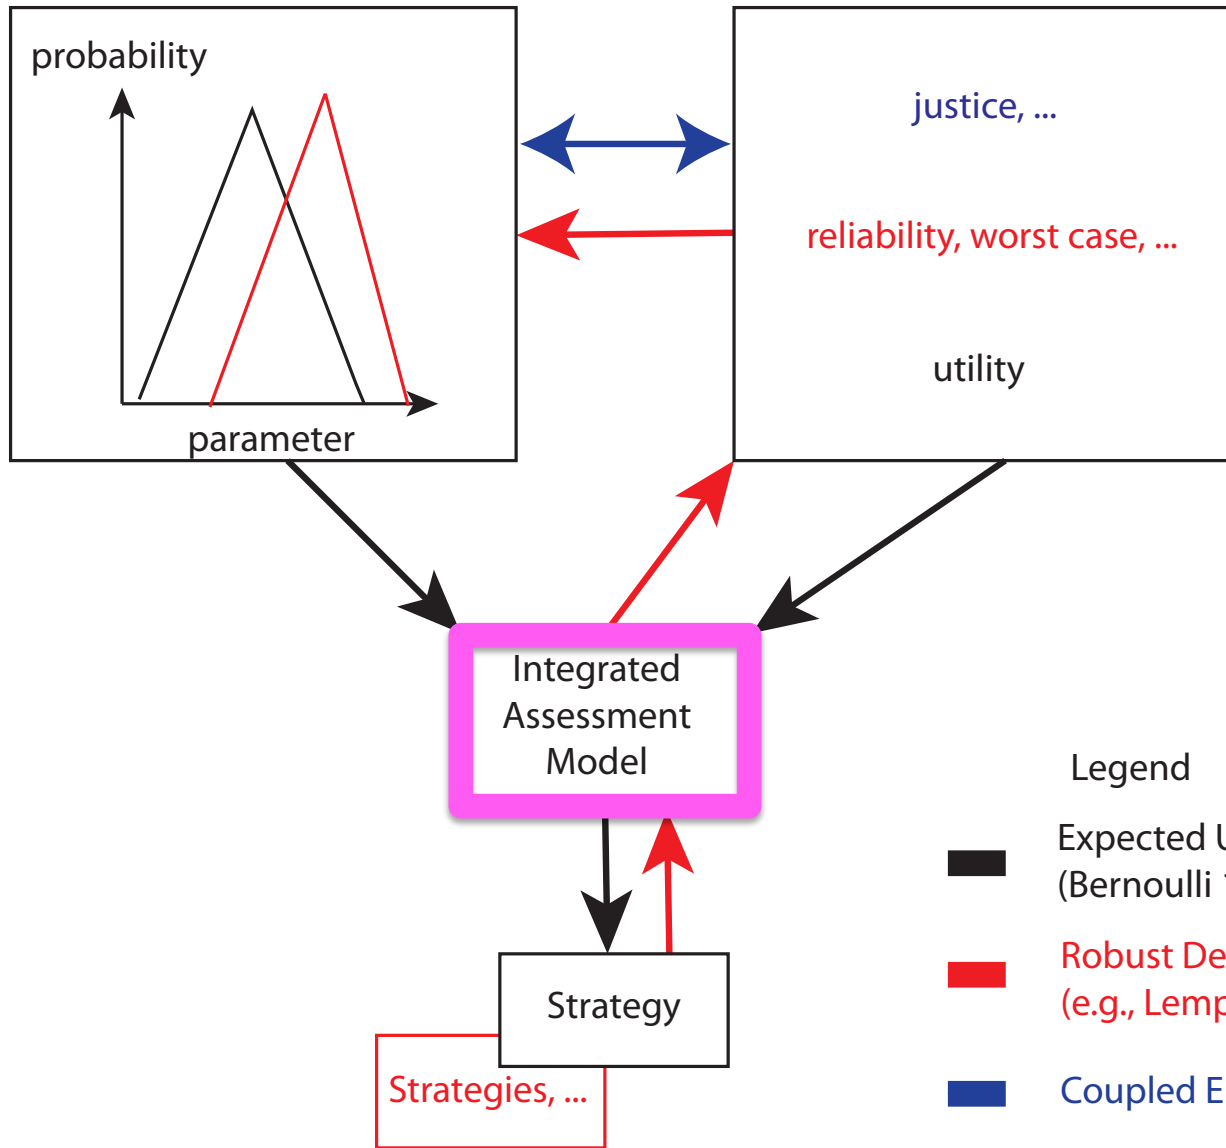 probability
parameter
justice, ...
reliability, worst case, ...
utility
Integrated
Assessment
Model
Strategy
Strategies, ...
Legend
Expected
(Bernoulli
Robust
(e.g.,
Coupled